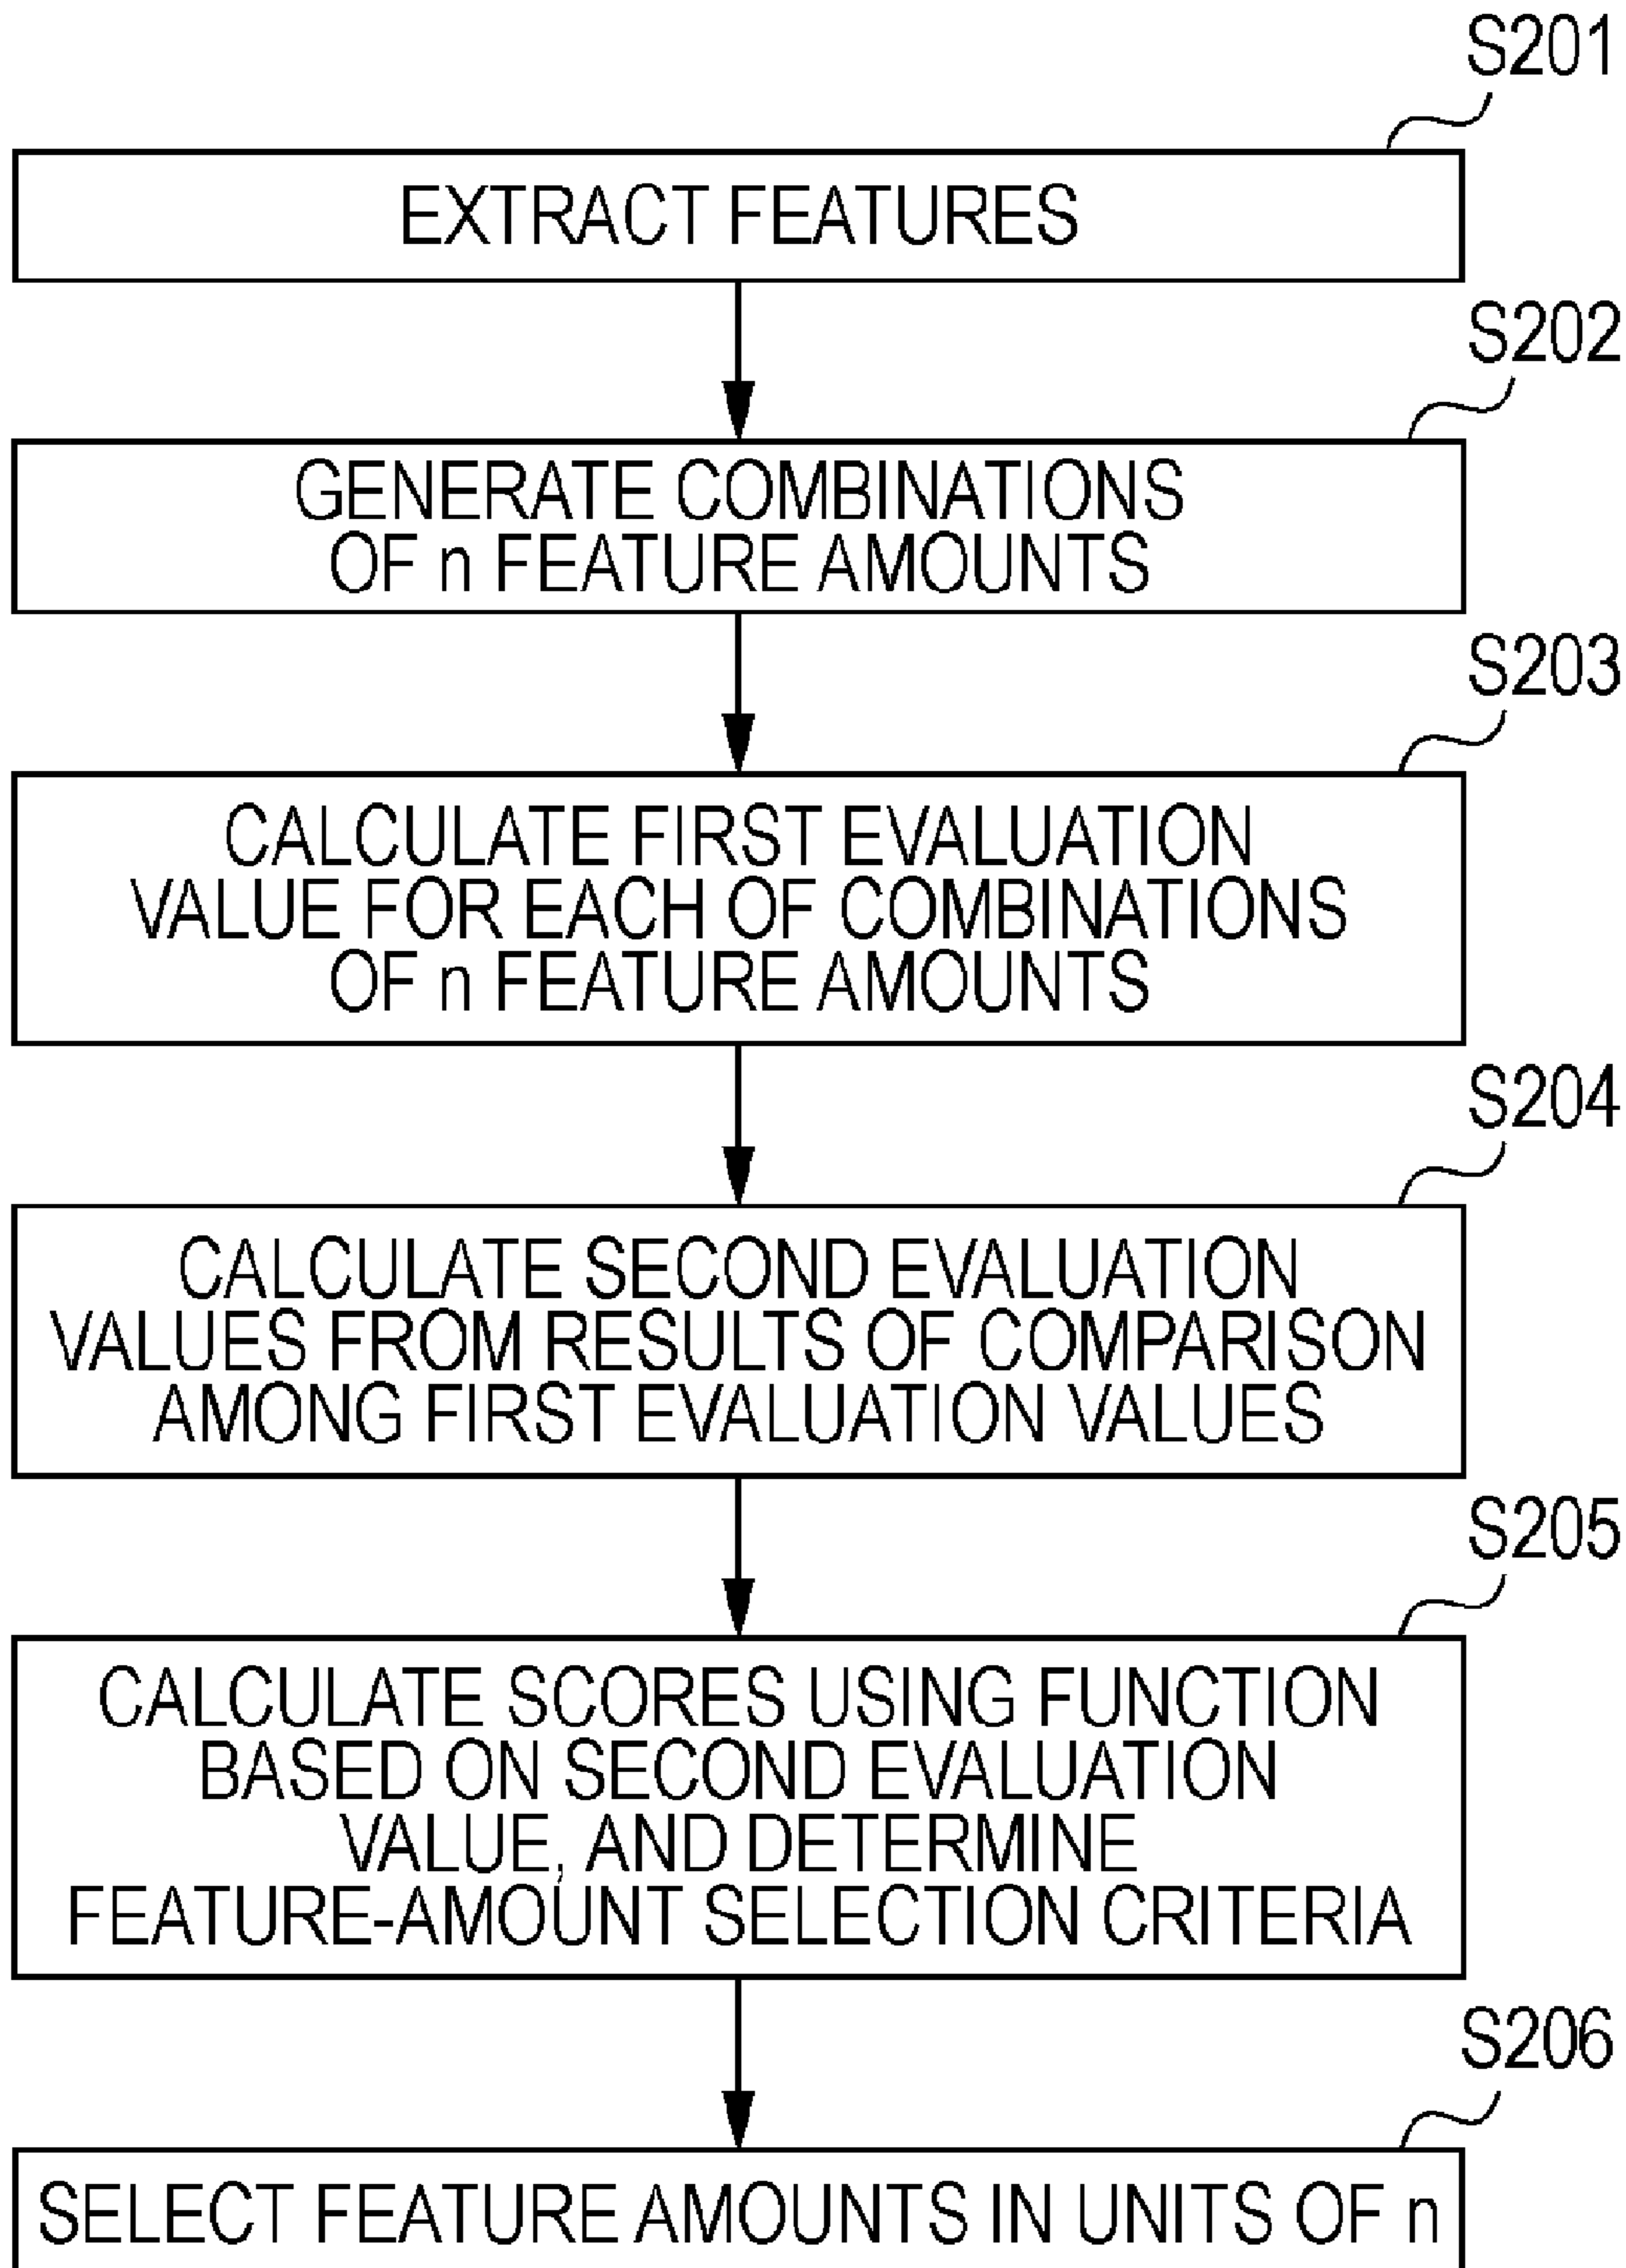 S201
EXTRACT FEATURES
S202
GENERATE COMBINATIONS
OF n FEATURE AMOUNTS
S203
CALCULATE FIRST EVALUATION
VALUE FOR EACH OF COMBINATIONS
OF n FEATURE AMOUNTS
S204
CALCULATE SECOND EVALUATION
VALUES FROM RESULTS OF COMPARISON
AMONG FIRST EVALUATION VALUES
S205
CALCULATE SCORES USING FUNCTION
BASED ON SECOND EVALUATION
VALUE, AND DETERMINE
FEATURE-AMOUNT SELECTION CRITERIA
S206
SELECT FEATURE AMOUNTS IN UNITS OF n